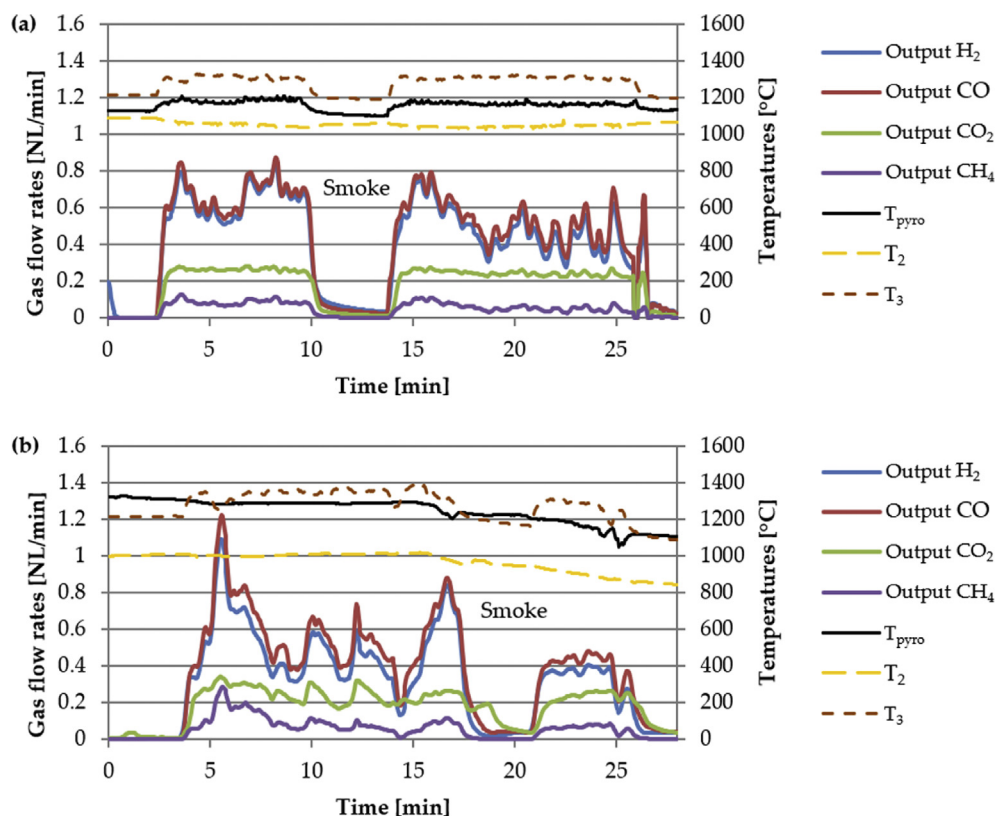 (a)
Gas flow rates [NL/min]
1.6
1.4
1.2
1
0.8
0.6
0.4
0.2
0
1600
1400
1200
1000
800
600
400
200
0
Temperatures [°C]
Smoke
0 5 10 15 20 25
Time [min]
Output H₂
Output CO
Output CO₂
Output CH₄
Tpyro
T₂
T₃
(b)
Gas flow rates [NL/min]
1.6
1.4
1.2
1
0.8
0.6
0.4
0.2
0
1600
1400
1200
1000
800
600
400
200
0
Temperatures [°C]
Smoke
0 5 10 15 20 25
Time [min]
Output H₂
Output CO
Output CO₂
Output CH₄
Tpyro
T₂
T₃